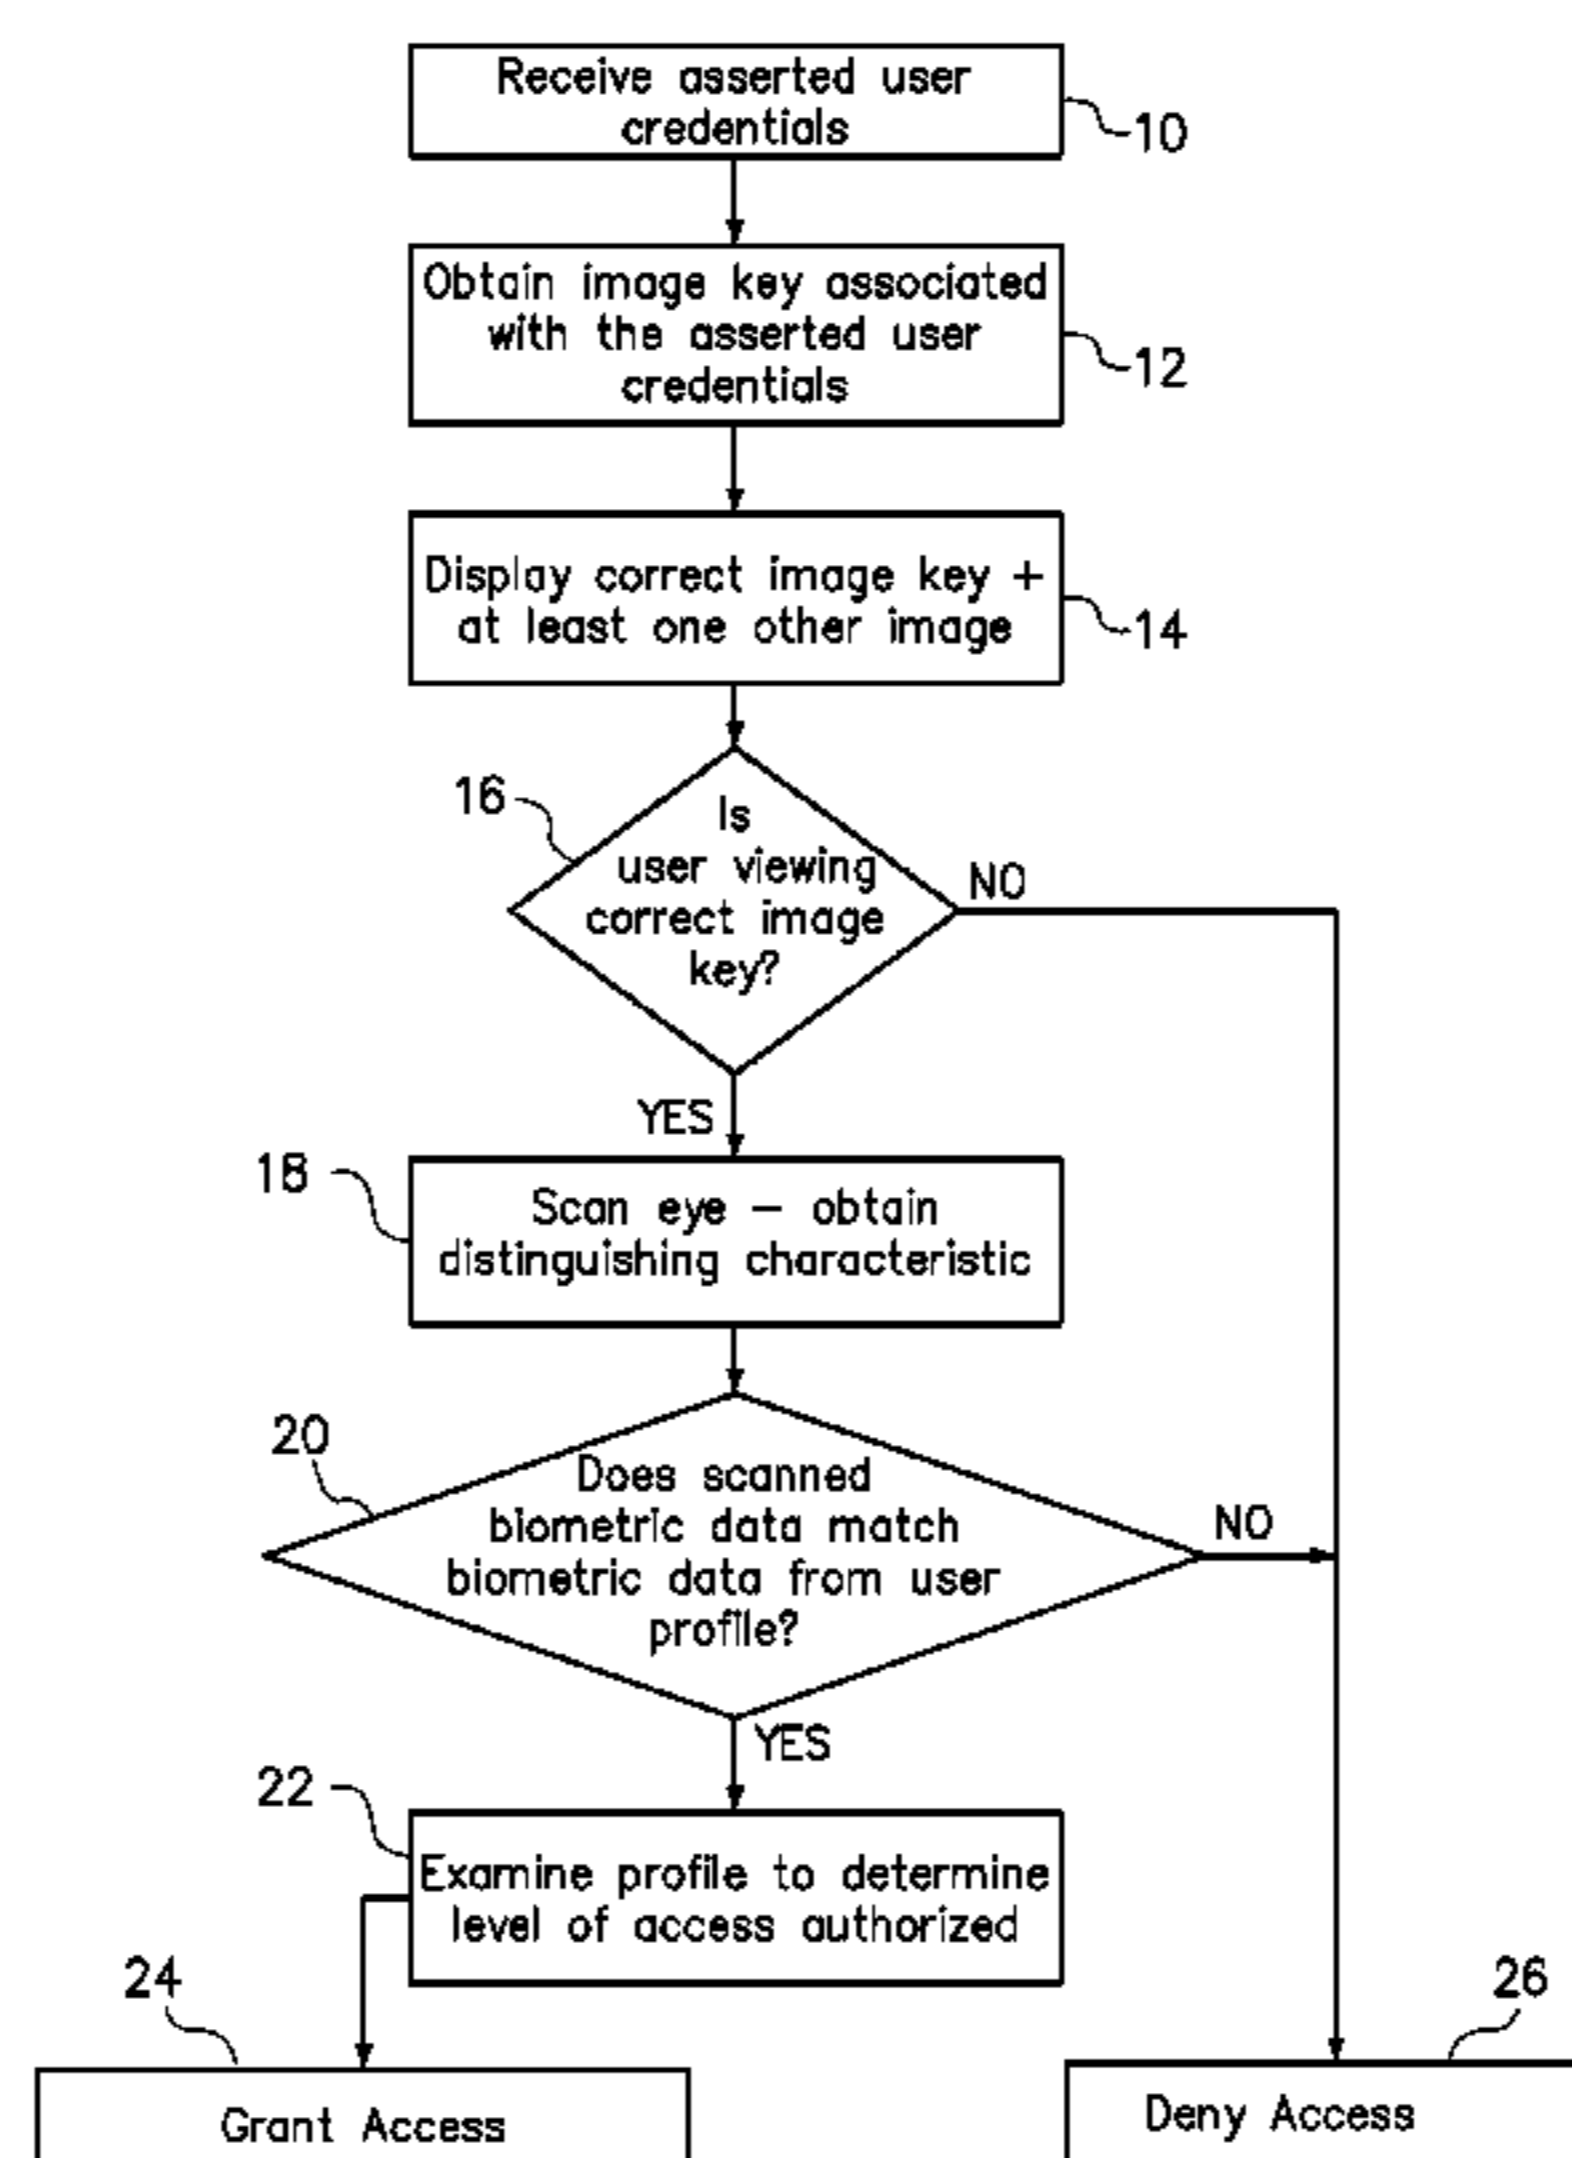 Receive asserted user
credentials
10
Obtain image key associated
with the asserted user
credentials
12
Display correct image key +
at least one other image
14
16
Is
user viewing
correct image
key?
NO
YES
18
Scan eye – obtain
distinguishing characteristic
20
Does scanned
biometric data match
biometric data from user
profile?
NO
YES
22
Examine profile to determine
level of access authorized
24
26
Grant Access
Deny Access